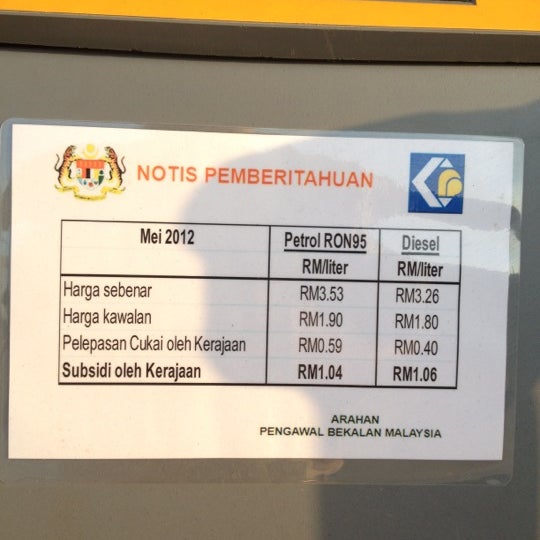 NOTIS PEMBERITAHUAN
Mei 2012 Petrol RON95 Diesel
RM/liter RM/liter
Harga sebenar RM3.53 RM3.26
Harga kawalan RM1.90 RM1.80
Pelepasan Cukai oleh Kerajaan RM0.59 RM0.40
Subsidi oleh Kerajaan RM1.04 RM1.06
ARAHAN
PENGAWAL BEKALAN MALAYSIA